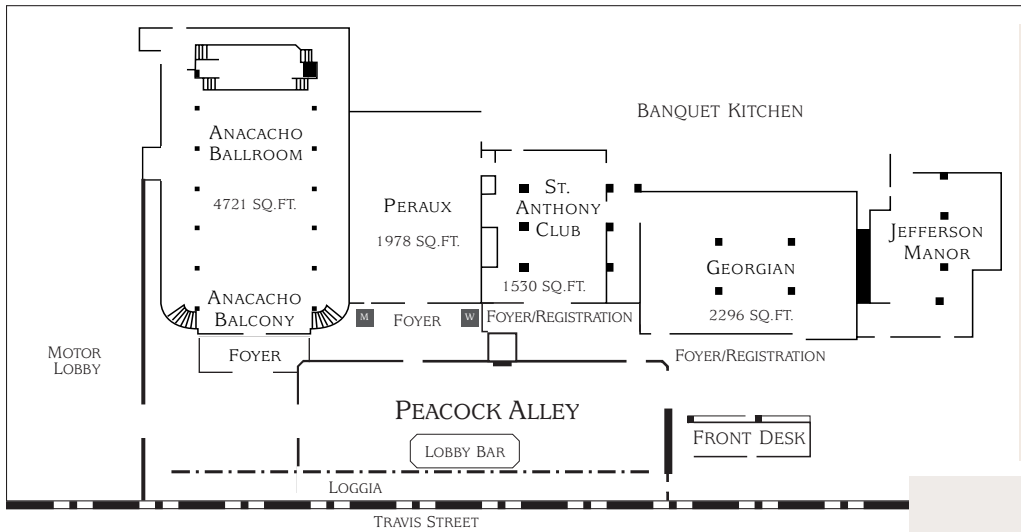 BANQUET KITCHEN
ANACACHO
BALLROOM
4721 SQ.FT.
PERAUX
1978 SQ.FT.
ST.
ANTHONY
CLUB
1530 SQ.FT.
GEORGIAN
2296 SQ.FT.
JEFFERSON
MANOR
ANACACHO
BALCONY
M
FOYER
W
FOYER/REGISTRATION
FOYER
FOYER/REGISTRATION
MOTOR
LOBBY
PEACOCK ALLEY
LOBBY BAR
FRONT DESK
LOGGIA
TRAVIS STREET